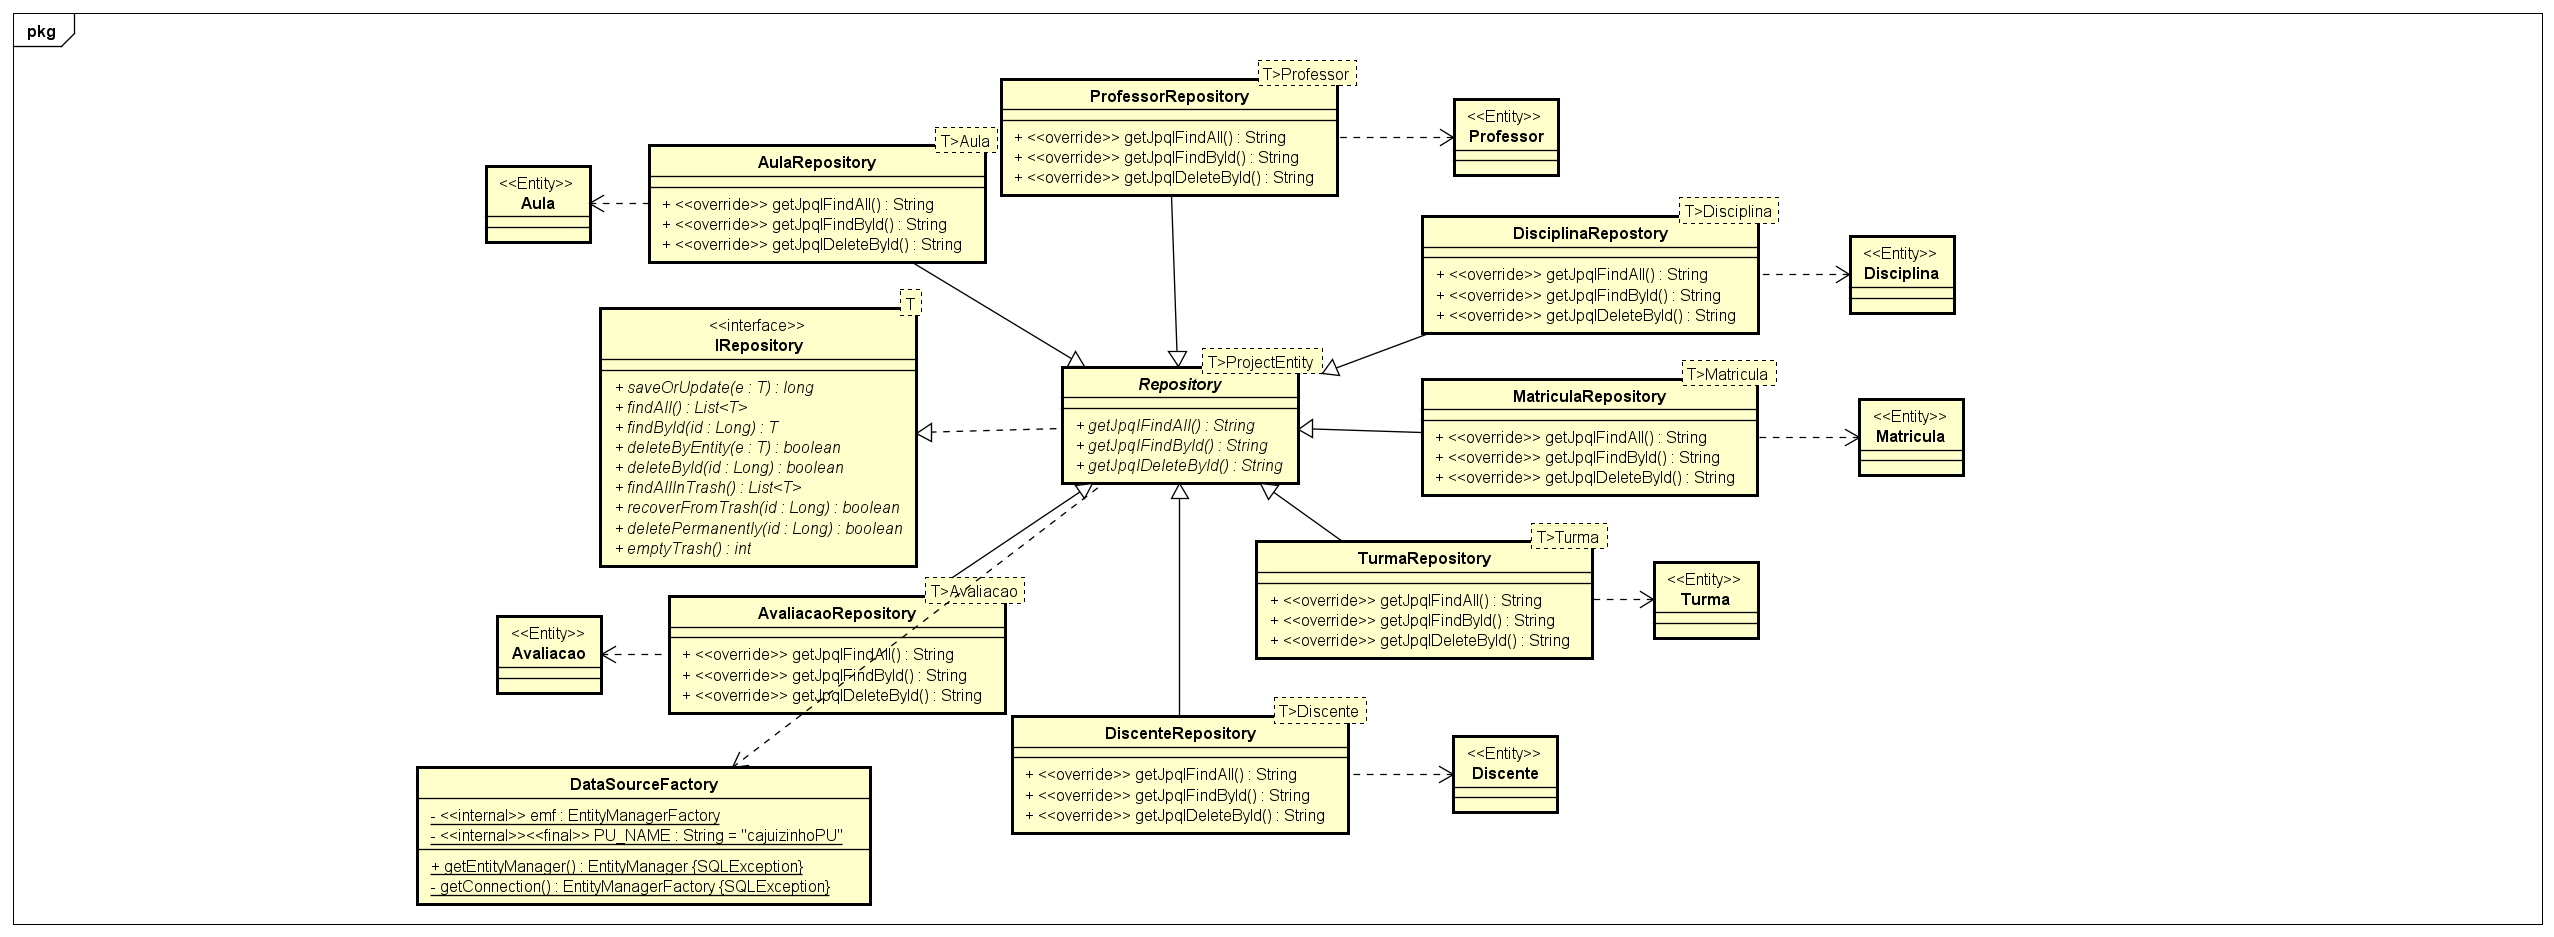 pkg
T>Professor
ProfessorRepository
+ <<override>> getJpqlFindAll() : String
+ <<override>> getJpqlFindById() : String
+ <<override>> getJpqlDeleteById() : String
<<Entity>>
Professor
T>Aula
AulaRepository
+ <<override>> getJpqlFindAll() : String
+ <<override>> getJpqlFindById() : String
+ <<override>> getJpqlDeleteById() : String
<<Entity>>
Aula
T>Disciplina
DisciplinaRepostory
+ <<override>> getJpqlFindAll() : String
+ <<override>> getJpqlFindById() : String
+ <<override>> getJpqlDeleteById() : String
<<Entity>>
Disciplina
T
<<interface>>
IRepository
+ saveOrUpdate(e : T) : long
+ findAll() : List<T>
+ findById(id : Long) : T
+ deleteByEntity(e : T) : boolean
+ deleteById(id : Long) : boolean
+ findAllInTrash() : List<T>
+ recoverFromTrash(id : Long) : boolean
+ deletePermanently(id : Long) : boolean
+ emptyTrash() : int
T>ProjectEntity
Repository
+ getJpqlFindAll() : String
+ getJpqlFindById() : String
+ getJpqlDeleteById() : String
T>Matricula
MatriculaRepository
+ <<override>> getJpqlFindAll() : String
+ <<override>> getJpqlFindById() : String
+ <<override>> getJpqlDeleteById() : String
<<Entity>>
Matricula
T>Turma
TurmaRepository
+ <<override>> getJpqlFindAll() : String
+ <<override>> getJpqlFindById() : String
+ <<override>> getJpqlDeleteById() : String
<<Entity>>
Turma
T>Avaliacao
AvaliacaoRepository
+ <<override>> getJpqlFindAll() : String
+ <<override>> getJpqlFindById() : String
+ <<override>> getJpqlDeleteById() : String
<<Entity>>
Avaliacao
T>Discente
DiscenteRepository
+ <<override>> getJpqlFindAll() : String
+ <<override>> getJpqlFindById() : String
+ <<override>> getJpqlDeleteById() : String
<<Entity>>
Discente
DataSourceFactory
- <<internal>> emf : EntityManagerFactory
- <<internal>><<final>> PU_NAME : String = "cajuizinhoPU"
+ getEntityManager() : EntityManager {SQLException}
- getConnection() : EntityManagerFactory {SQLException}